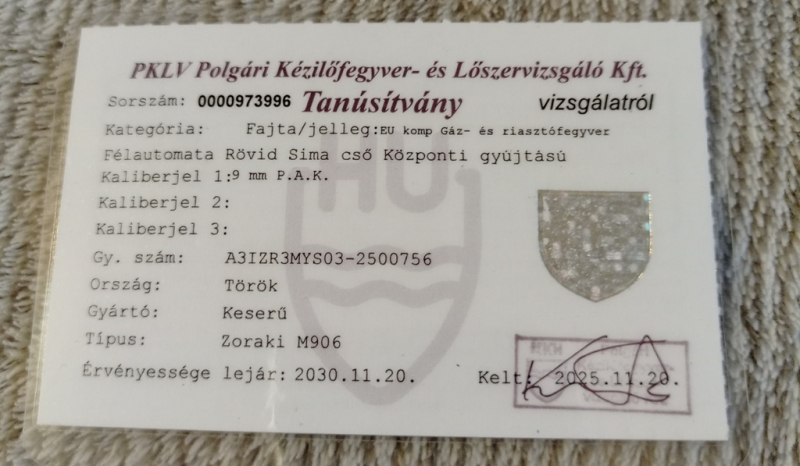 PKLV Polgári Kézilőfegyver- és Lőszervizsgáló Kft.
Sorszám: 0000973996 Tanúsítvány vizsgálatról
Kategória: Fajta/jelleg:EU komp Gáz- és riasztófegyver
Félautomata Rövid Sima cső Központi gyújtású
Kaliberjel 1:9 mm P.A.K.
Kaliberjel 2:
Kaliberjel 3:
Gy. szám: A3IZR3MYS03-2500756
Ország: Török
Gyártó: Keserű
Típus: Zoraki M906
Érvényessége lejár: 2030.11.20. Kelt: 2025.11.20.
HU